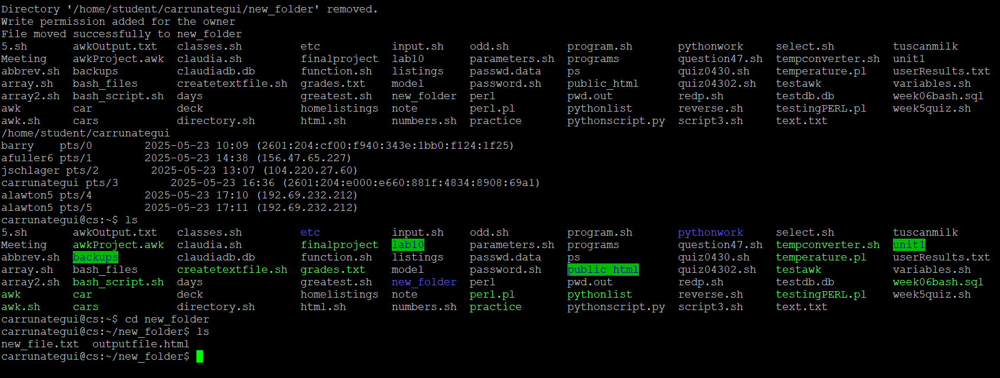 Directory '/home/student/carrunategui/new_folder' removed.
Write permission added for the owner
File moved successfully to new_folder
5.sh       awkOutput.txt   classes.sh         etc           input.sh    odd.sh         program.sh       pythonwork     select.sh         tuscanmilk
Meeting    awkProject.awk  claudia.sh         finalproject  lab10       parameters.sh  programs         question47.sh  tempconverter.sh  unit1
abbrev.sh  backups         claudiadb.db       function.sh   listings    passwd.data    ps               quiz0430.sh    temperature.pl    userResults.txt
array.sh   bash_files      createtextfile.sh  grades.txt    model       password.sh    public_html      quiz04302.sh   testawk           variables.sh
array2.sh  bash_script.sh  days               greatest.sh   new_folder  perl           pwd.out          redp.sh        testdb.db         week06bash.sql
awk        car             deck               homelistings  note        perl.pl        pythonlist       reverse.sh     testingPERL.pl    week5quiz.sh
awk.sh     cars            directory.sh       html.sh       numbers.sh  practice       pythonscript.py  script3.sh     text.txt
/home/student/carrunategui
barry    pts/0        2025-05-23 10:09 (2601:204:cf00:f940:343e:1bb0:f124:1f25)
afuller6 pts/1        2025-05-23 14:38 (156.47.65.227)
jschlager pts/2        2025-05-23 13:07 (104.220.27.60)
carrunategui pts/3        2025-05-23 16:36 (2601:204:e000:e660:881f:4834:8908:69a1)
alawton5 pts/4        2025-05-23 17:10 (192.69.232.212)
alawton5 pts/5        2025-05-23 17:11 (192.69.232.212)
carrunategui@cs:~$ ls
5.sh       awkOutput.txt   classes.sh         etc           input.sh    odd.sh         program.sh       pythonwork     select.sh         tuscanmilk
Meeting    awkProject.awk  claudia.sh         finalproject  lab10       parameters.sh  programs         question47.sh  tempconverter.sh  unit1
abbrev.sh  backups         claudiadb.db       function.sh   listings    passwd.data    ps               quiz0430.sh    temperature.pl    userResults.txt
array.sh   bash_files      createtextfile.sh  grades.txt    model       password.sh    public_html      quiz04302.sh   testawk           variables.sh
array2.sh  bash_script.sh  days               greatest.sh   new_folder  perl           pwd.out          redp.sh        testdb.db         week06bash.sql
awk        car             deck               homelistings  note        perl.pl        pythonlist       reverse.sh     testingPERL.pl    week5quiz.sh
awk.sh     cars            directory.sh       html.sh       numbers.sh  practice       pythonscript.py  script3.sh     text.txt
carrunategui@cs:~$ cd new_folder
carrunategui@cs:~/new_folder$ ls
new_file.txt  outputfile.html
carrunategui@cs:~/new_folder$